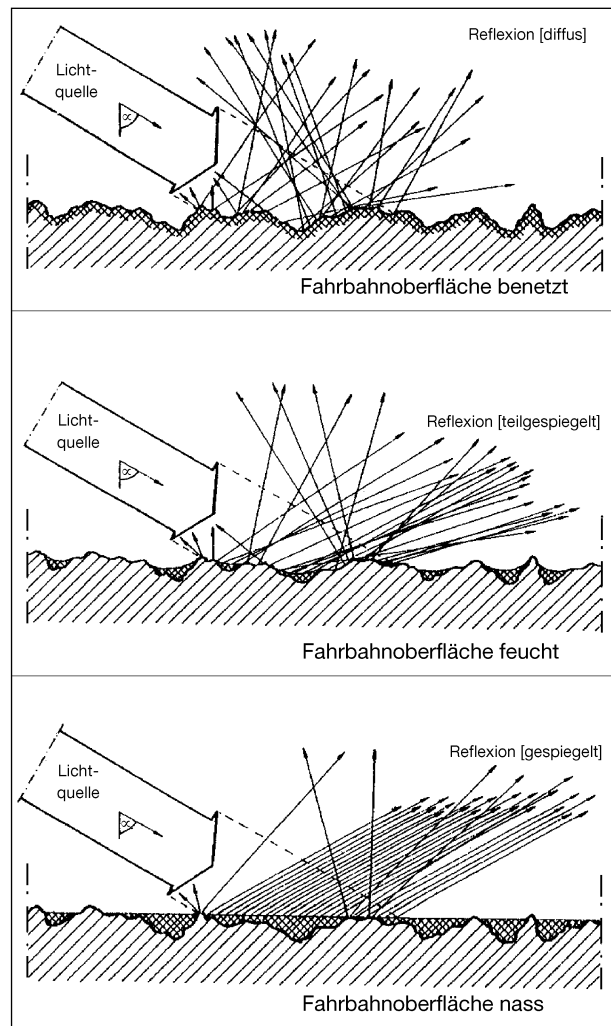 Reflexion [diffus]
Licht-
quelle
∝
Fahrbahnoberfläche benetzt
Reflexion [teilgespiegelt]
Licht-
quelle
∝
Fahrbahnoberfläche feucht
Reflexion [gespiegelt]
Licht-
quelle
∝
Fahrbahnoberfläche nass